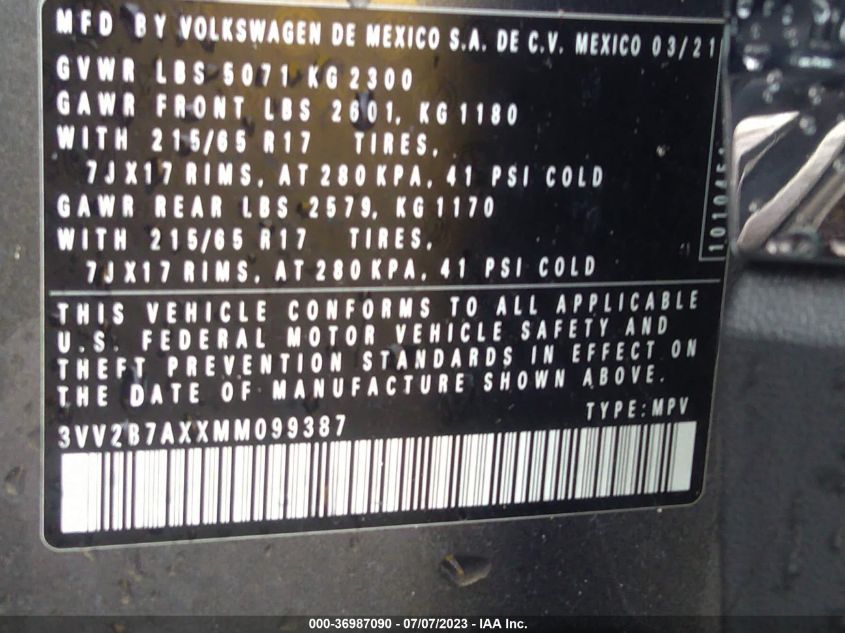 MFD BY VOLKSWAGEN DE MEXICO S.A. DE C.V. MEXICO 03/21
GVWR LBS 5071 KG 2300
GAWR FRONT LBS 2601, KG 1180
WITH 215/65 R17 TIRES,
7JX17 RIMS, AT 280 KPA, 41 PSI COLD
GAWR REAR LBS 2579, KG 1170
WITH 215/65 R17 TIRES,
7JX17 RIMS, AT 280 KPA, 41 PSI COLD
THIS VEHICLE CONFORMS TO ALL APPLICABLE
U.S. FEDERAL MOTOR VEHICLE SAFETY AND
THEFT PREVENTION STANDARDS IN EFFECT ON
THE DATE OF MANUFACTURE SHOWN ABOVE.
TYPE:MPV
3VV2B7AXXMM099387
000-36987090 - 07/07/2023 - IAA Inc.